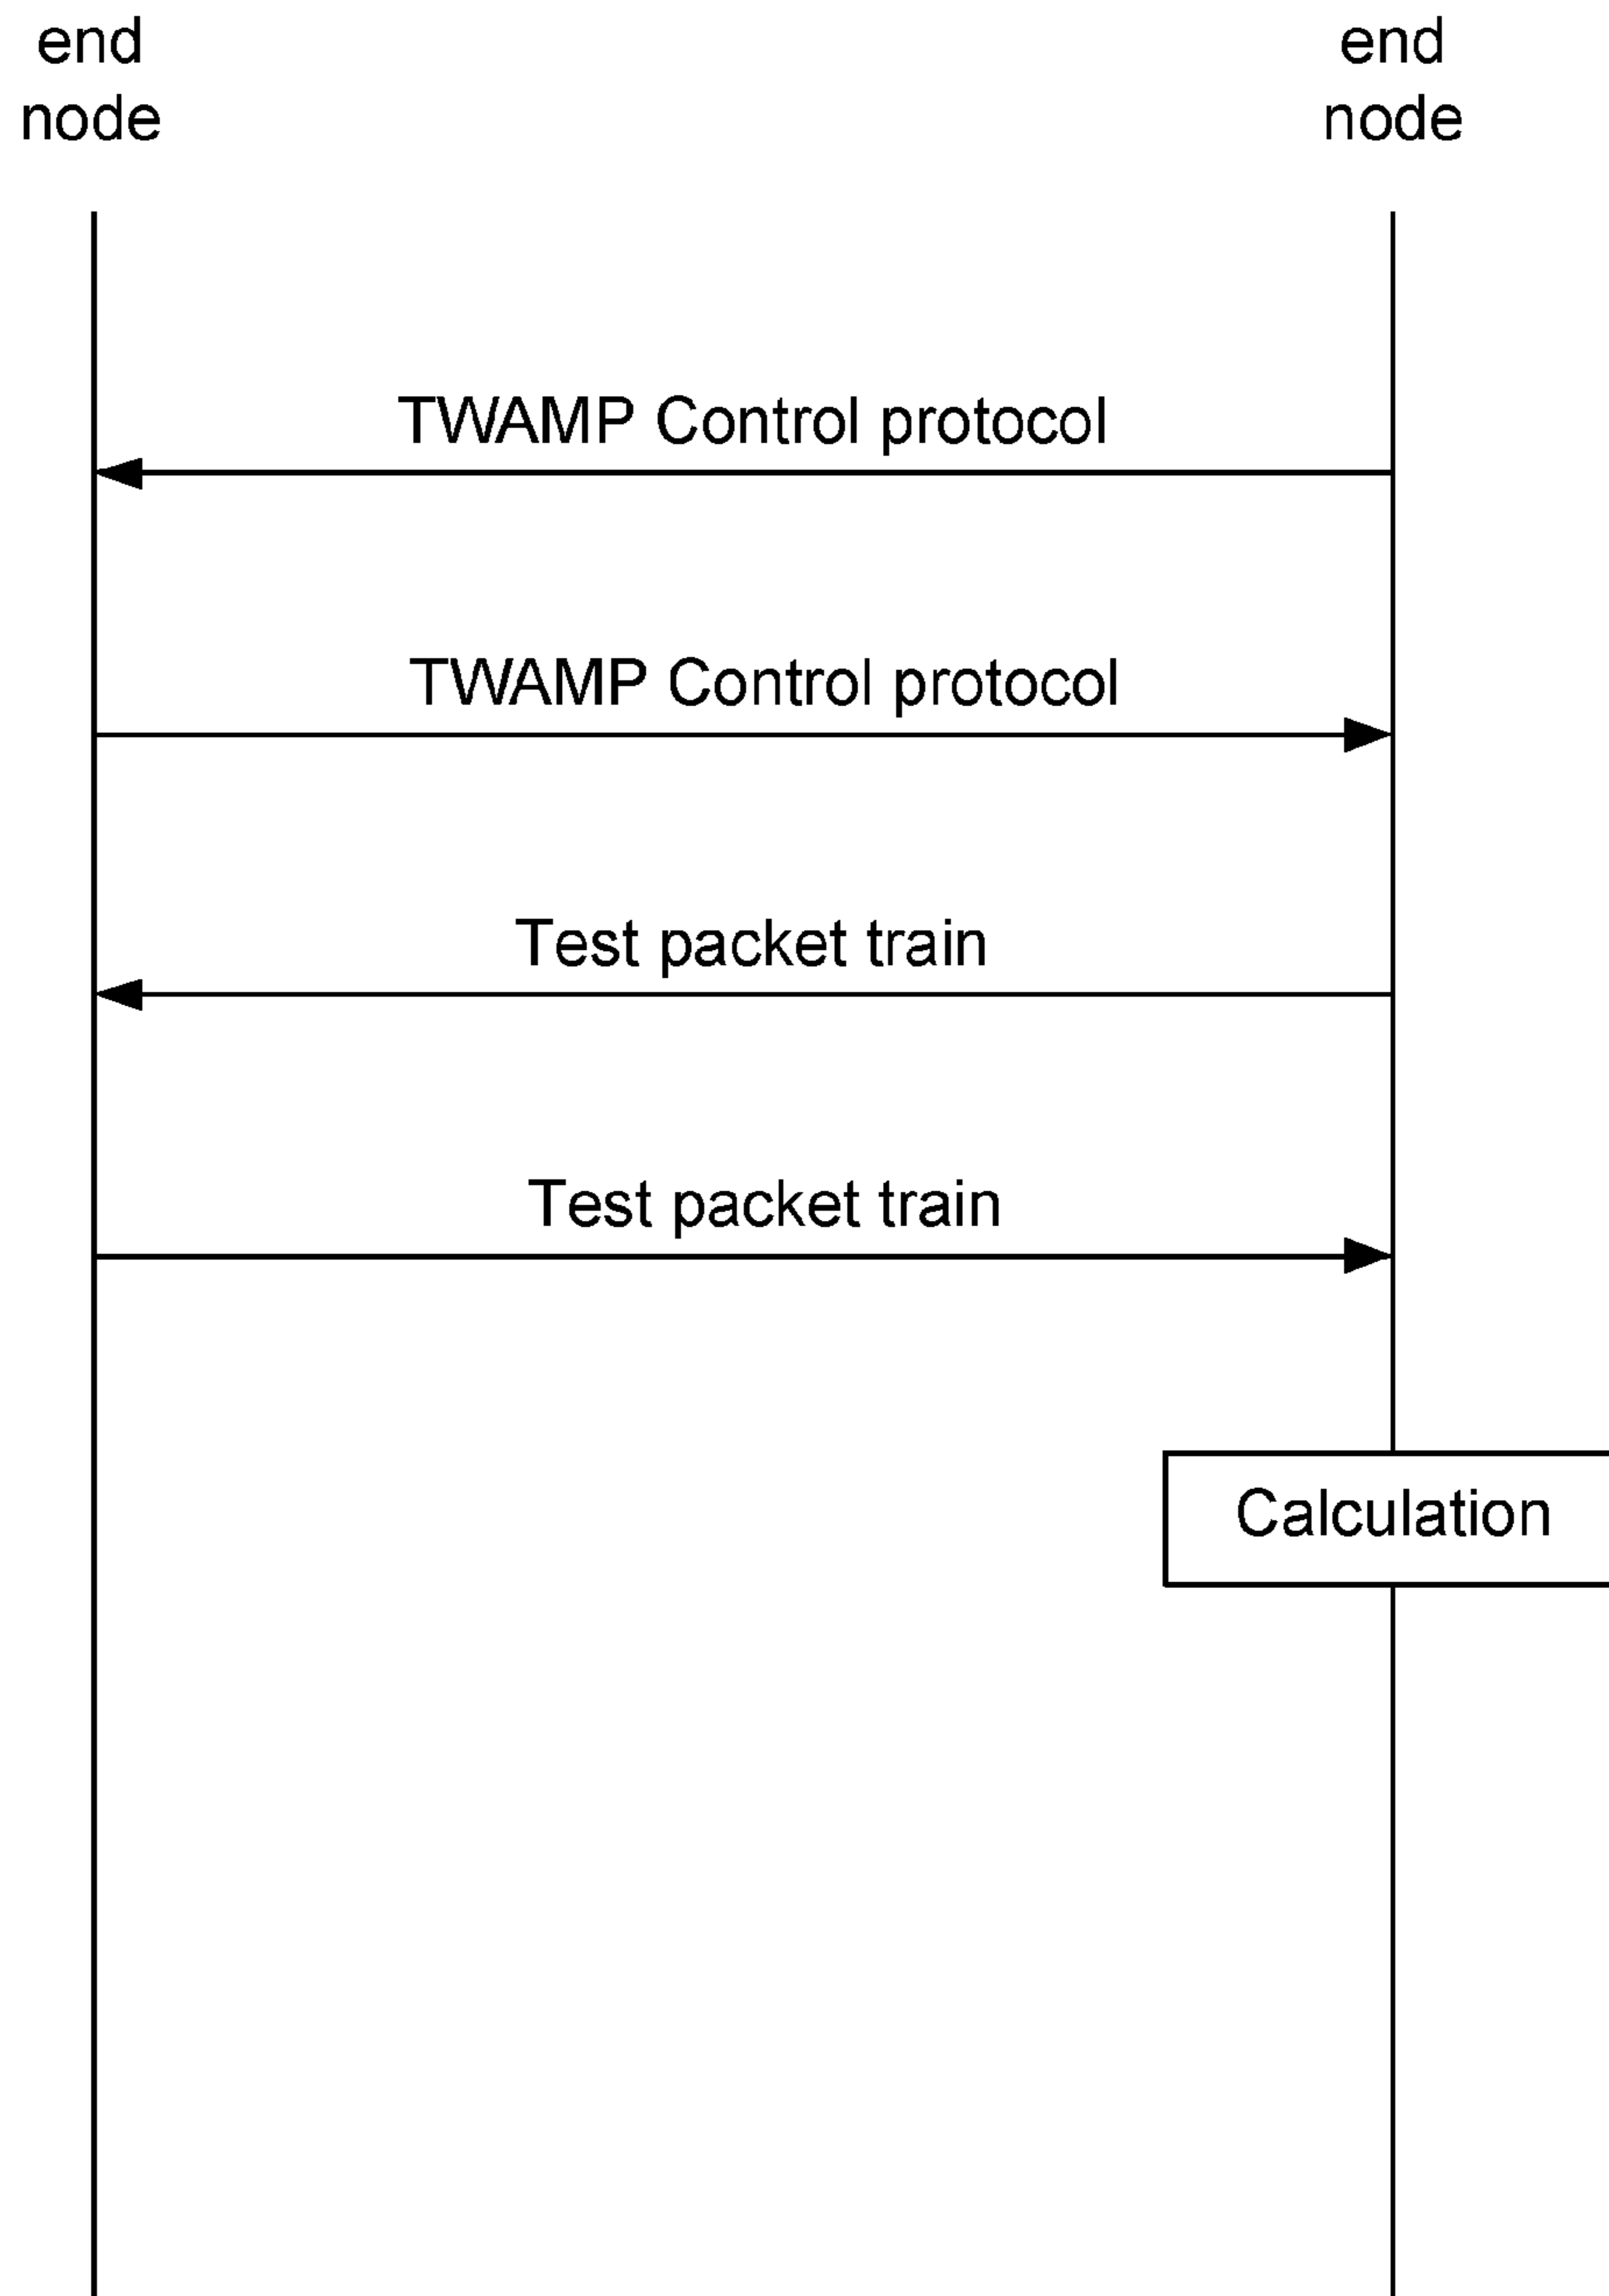 end
node
end
node
TWAMP Control protocol
TWAMP Control protocol
Test packet train
Test packet train
Calculation